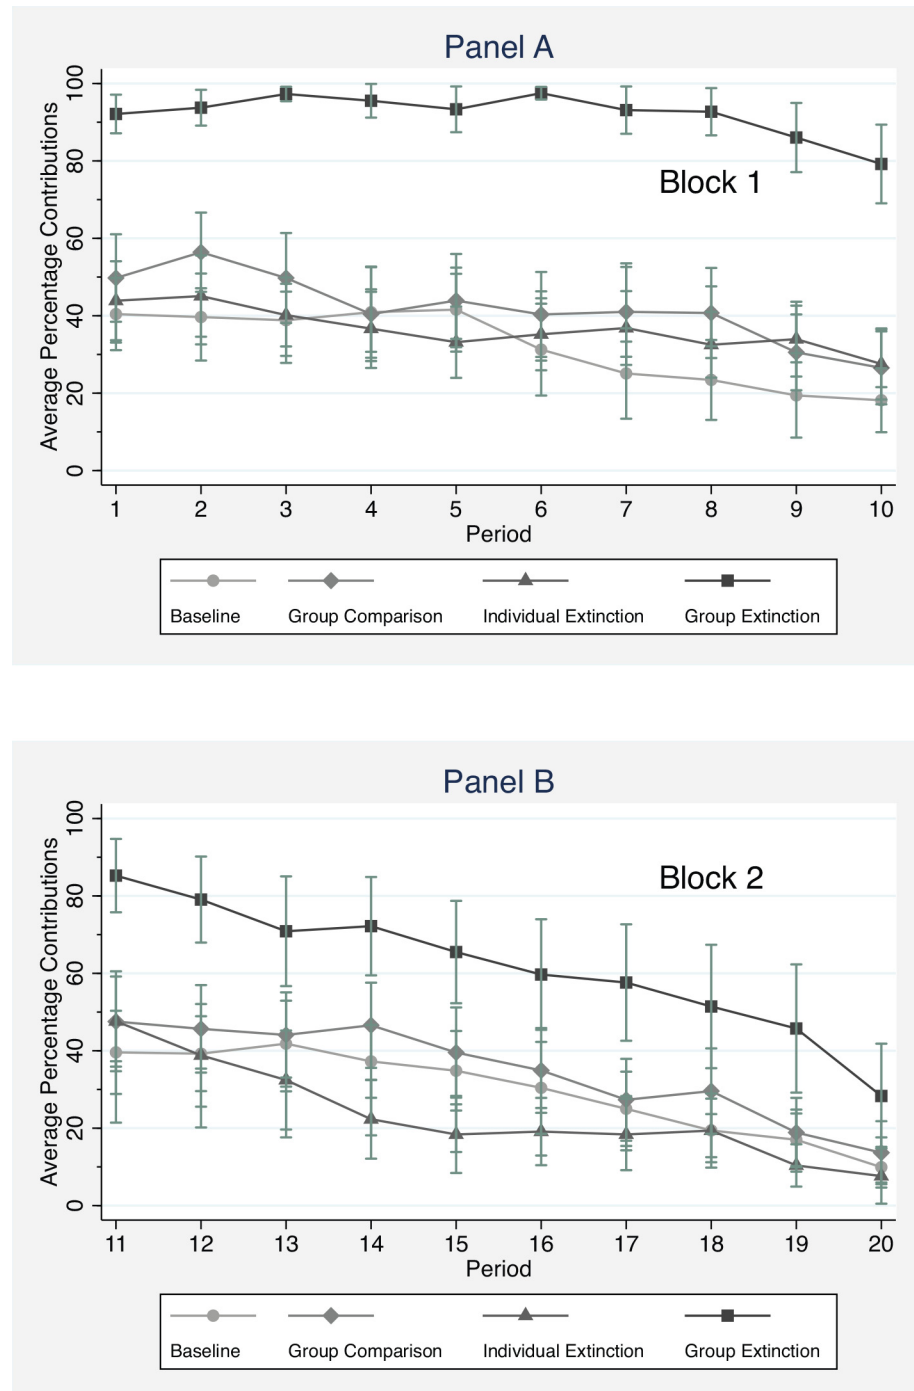 Panel A
Average Percentage Contributions
100
80
60
40
20
0
Block 1
1 2 3 4 5 6 7 8 9 10
Period
Baseline Group Comparison Individual Extinction Group Extinction
Panel B
Average Percentage Contributions
100
80
60
40
20
0
Block 2
11 12 13 14 15 16 17 18 19 20
Period
Baseline Group Comparison Individual Extinction Group Extinction